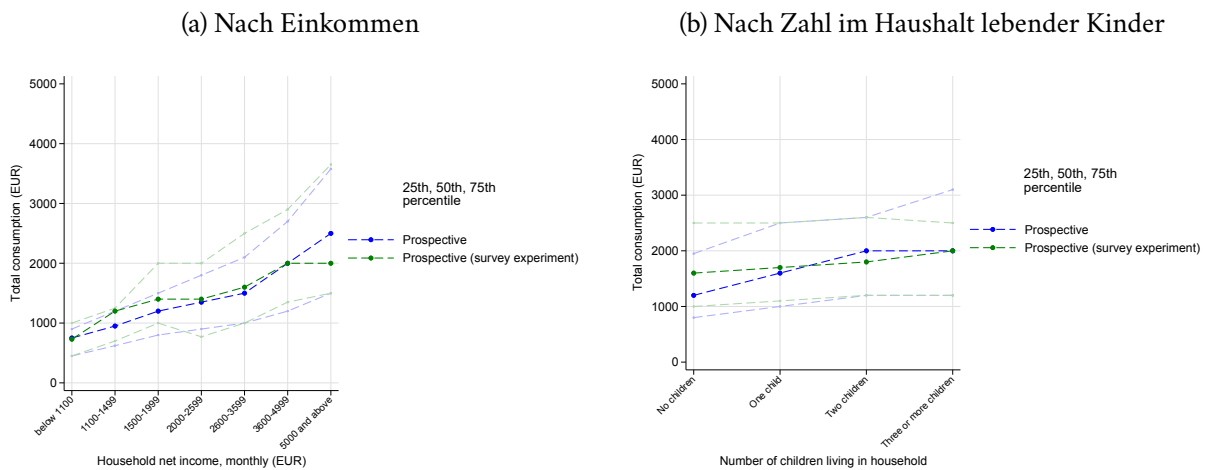 (a) Nach Einkommen
5000
4000
3000
2000
1000
0
Total consumption (EUR)
below 1100
1100-1499
1500-1999
2000-2599
2600-3599
3600-4999
5000 and above
Household net income, monthly (EUR)
25th, 50th, 75th
percentile
Prospective
Prospective (survey experiment)
(b) Nach Zahl im Haushalt lebender Kinder
5000
4000
3000
2000
1000
0
Total consumption (EUR)
No children
One child
Two children
Three or more children
Number of children living in household
25th, 50th, 75th
percentile
Prospective
Prospective (survey experiment)